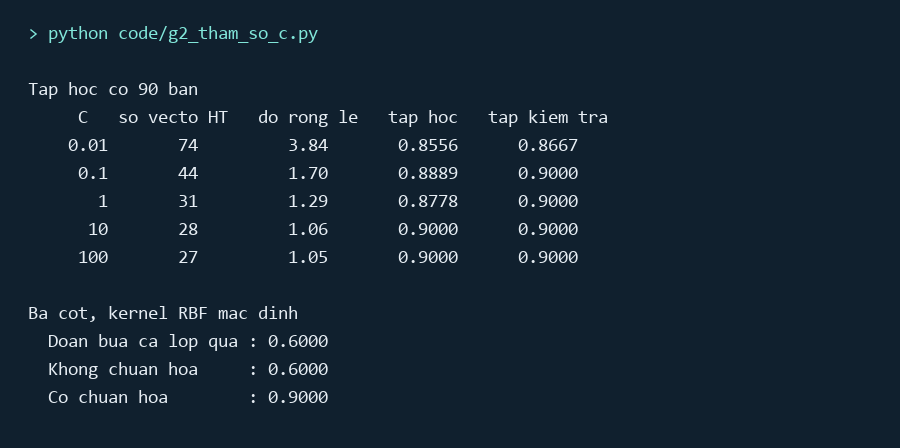 > python code/g2_tham_so_c.py
Tap hoc co 90 ban
C   so vecto HT   do rong le   tap hoc   tap kiem tra
0.01       74         3.84       0.8556      0.8667
0.1       44         1.70       0.8889      0.9000
1       31         1.29       0.8778      0.9000
10       28         1.06       0.9000      0.9000
100       27         1.05       0.9000      0.9000
Ba cot, kernel RBF mac dinh
Doan bua ca lop qua : 0.6000
Khong chuan hoa     : 0.6000
Co chuan hoa        : 0.9000